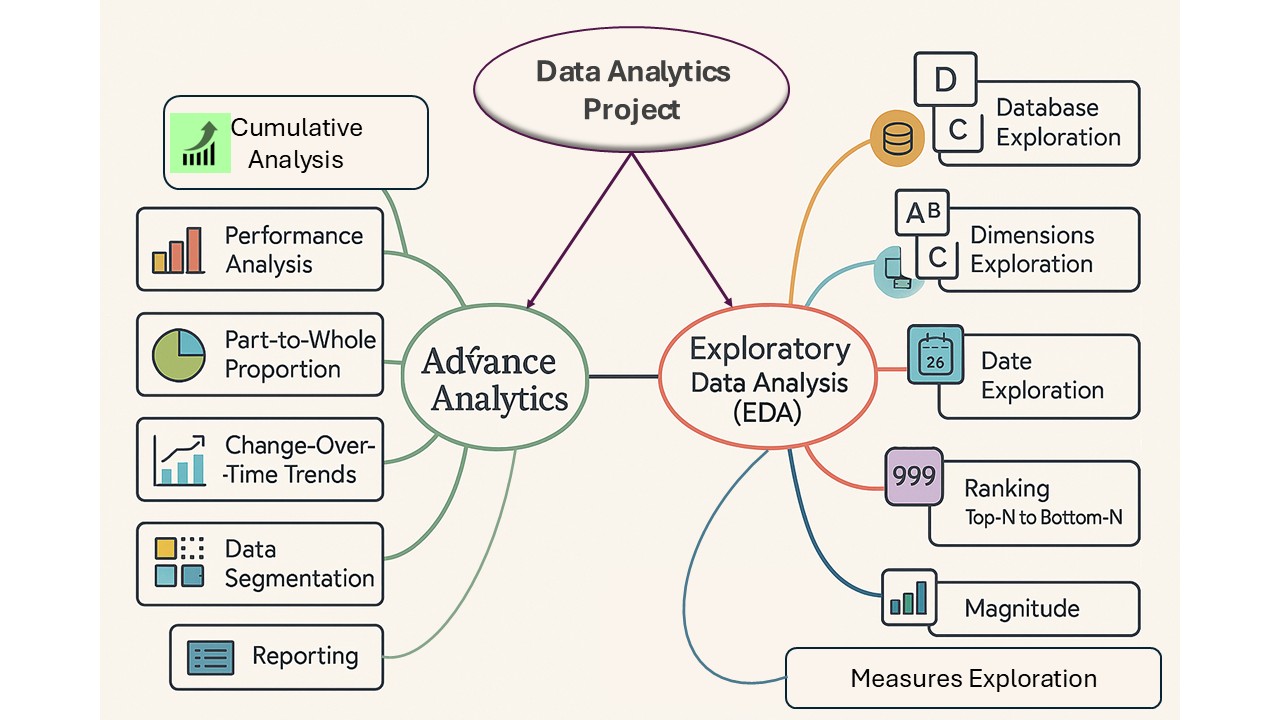 Data Analytics
Project
Cumulative
Analysis
Performance
Analysis
Part-to-Whole
Proportion
Change-Over-
-Time Trends
Data
Segmentation
Reporting
Adv́ance
Analytics
Exploratory
Data Analysis
(EDA)
D
C
Database
Exploration
AB
C
Dimensions
Exploration
26
Date
Exploration
999
Ranking
Top-N to Bottom-N
Magnitude
Measures Exploration